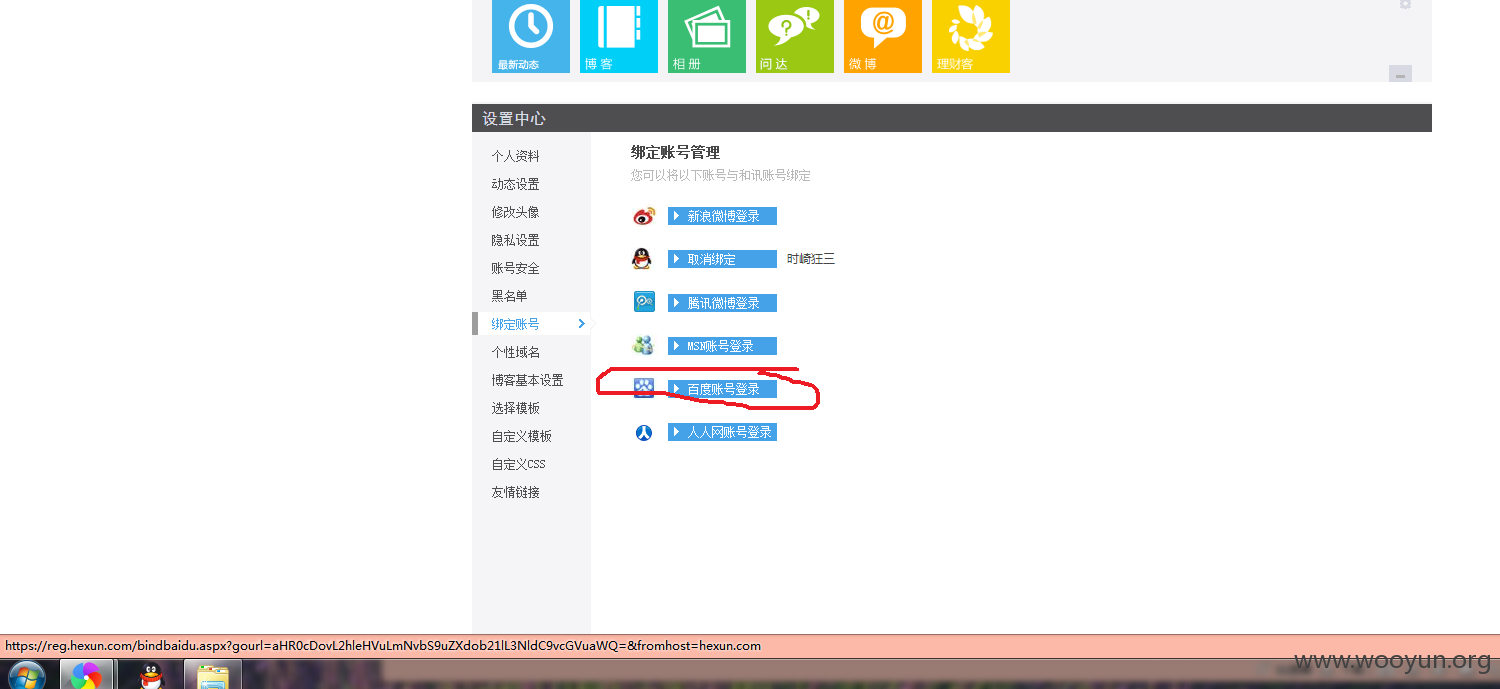 最新动态 博客 相册 问达 微博 理财客
设置中心
个人资料
动态设置
修改头像
隐私设置
账号安全
黑名单
绑定账号
个性域名
博客基本设置
选择模板
自定义模板
自定义CSS
友情链接
绑定账号管理
您可以将以下账号与和讯账号绑定
新浪微博登录
取消绑定 时崎狂三
腾讯微博登录
MSN账号登录
百度账号登录
人人网账号登录
https://reg.hexun.com/bindbaidu.aspx?gourl=aHR0cDovL2hleHVuLmNvbS9uZXdob21lL3NldC9vcGVuaWQ=&fromhost=hexun.com
www.wooyun.org